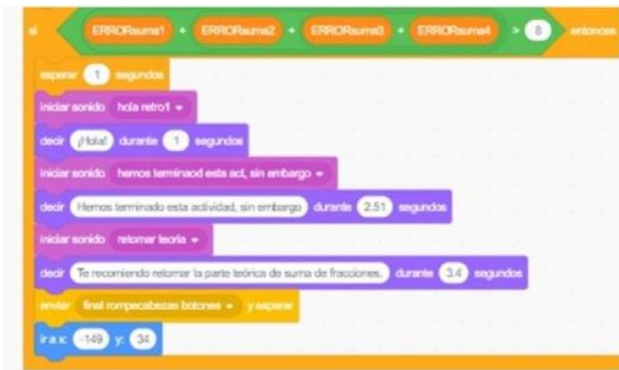 si ERRORsuma1 + ERRORsuma2 + ERRORsuma3 + ERRORsuma4 > 8 entonces
esperar 1 segundos
iniciar sonido hola retro1
decir ¡Hola! durante 1 segundos
iniciar sonido hemos terminaod esta act, sin embargo
decir Hemos terminado esta actividad, sin embargo durante 2.51 segundos
iniciar sonido retomar teoria
decir Te recomiendo retomar la parte teórica de suma de fracciones. durante 3.4 segundos
enviar final rompecabezas botones y esperar
ir a x: -149 y: 34